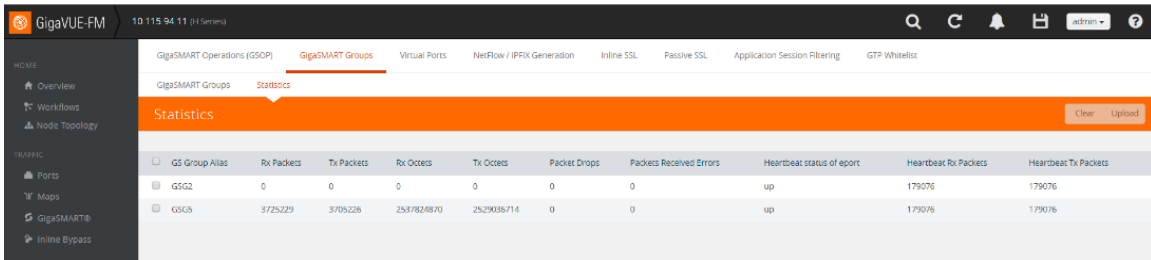 GigaVUE-FM 10 115 94 11 (H Series) admin
GigaSMART Operations (GSOP) GigaSMART Groups Virtual Ports NetFlow / IPFIX Generation Inline SSL Passive SSL Application Session Filtering GTP Whitelist
HOME
GigaSMART Groups Statistics
Overview
Workflows
Statistics Clear Upload
Node Topology
TRAFFIC
GS Group Alias Rx Packets Tx Packets Rx Octets Tx Octets Packet Drops Packets Received Errors Heartbeat status of eport Heartbeat Rx Packets Heartbeat Tx Packets
Ports
GSG2 0 0 0 0 0 0 up 179076 179076
Maps
GSG5 3725229 3705226 2537824870 2529036714 0 0 up 179076 179076
GigaSMART®
Inline Bypass